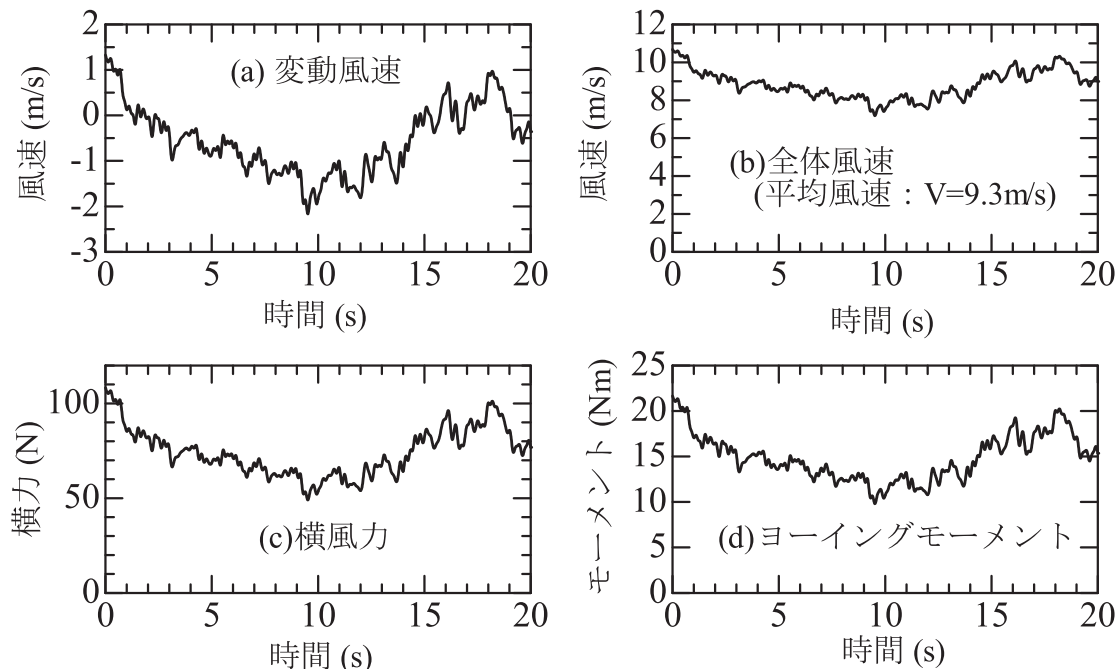 2
1
0
-1
-2
-3
風速 (m/s)
(a) 変動風速
0 5 10 15 20
時間 (s)
12
10
8
6
4
2
0
風速 (m/s)
(b)全体風速
(平均風速：V=9.3m/s)
0 5 10 15 20
時間 (s)
100
50
0
横力 (N)
(c)横風力
0 5 10 15 20
時間 (s)
25
20
15
10
5
0
モーメント (Nm)
(d)ヨーイングモーメント
0 5 10 15 20
時間 (s)